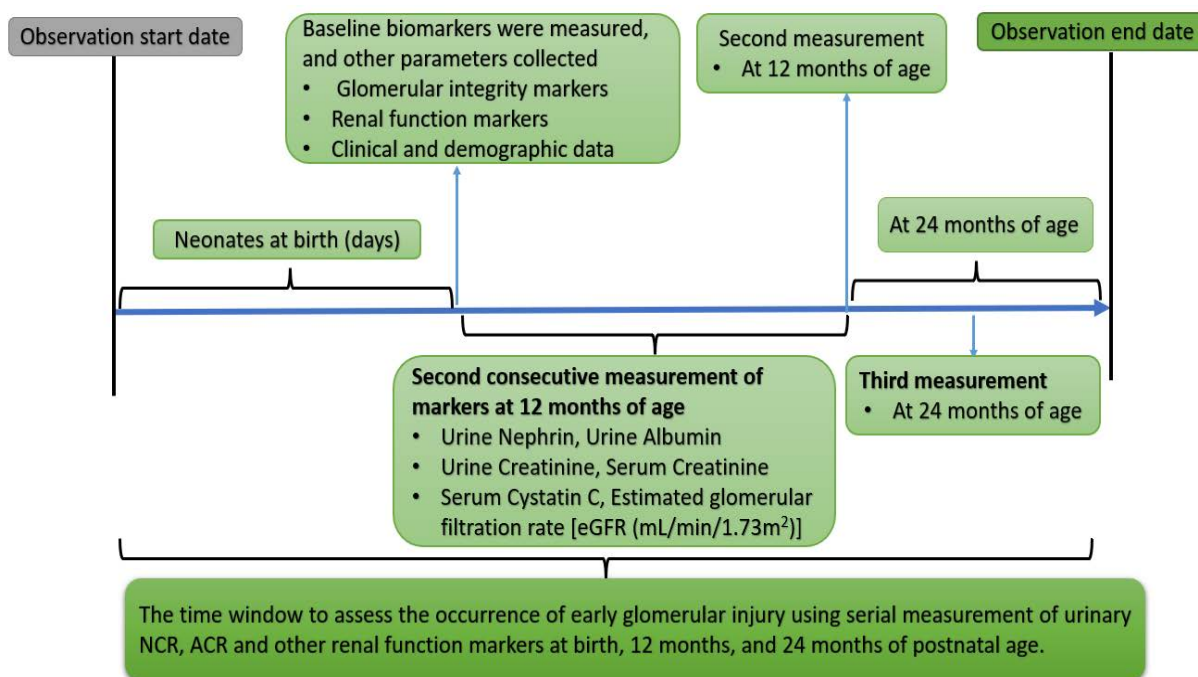 Observation start date
Baseline biomarkers were measured,
and other parameters collected
• Glomerular integrity markers
• Renal function markers
• Clinical and demographic data
Second measurement
• At 12 months of age
Observation end date
Neonates at birth (days)
At 24 months of age
Second consecutive measurement of
markers at 12 months of age
• Urine Nephrin, Urine Albumin
• Urine Creatinine, Serum Creatinine
• Serum Cystatin C, Estimated glomerular
filtration rate [eGFR (mL/min/1.73m²)]
Third measurement
• At 24 months of age
The time window to assess the occurrence of early glomerular injury using serial measurement of urinary
NCR, ACR and other renal function markers at birth, 12 months, and 24 months of postnatal age.